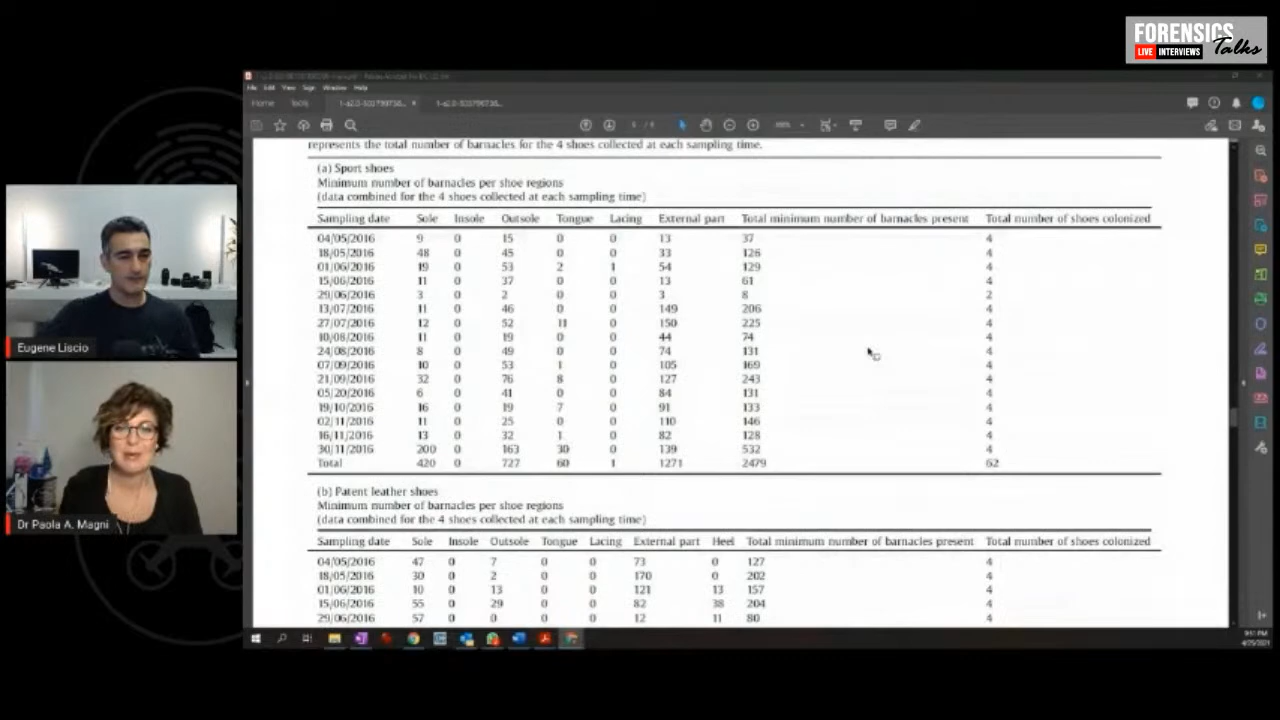 FORENSICS
LIVE INTERVIEWS Talks
File Edit View Sign Window Help
Home Tools
represents the total number of barnacles for the 4 shoes collected at each sampling time.
(a) Sport shoes
Minimum number of barnacles per shoe regions
(data combined for the 4 shoes collected at each sampling time)
Sampling date Sole Insole Outsole Tongue Lacing External part Total minimum number of barnacles present Total number of shoes colonized
04/05/2016 9 0 15 0 0 13 37 4
18/05/2016 48 0 45 0 0 33 126 4
01/06/2016 19 0 53 2 1 54 129 4
15/06/2016 11 0 37 0 0 13 61 4
29/06/2016 3 0 2 0 0 3 8 2
13/07/2016 11 0 46 0 0 149 206 4
27/07/2016 12 0 52 11 0 150 225 4
10/08/2016 11 0 19 0 0 44 74 4
24/08/2016 8 0 49 0 0 74 131 4
07/09/2016 10 0 53 1 0 105 169 4
21/09/2016 32 0 76 8 0 127 243 4
05/20/2016 6 0 41 0 0 84 131 4
19/10/2016 16 0 19 7 0 91 133 4
02/11/2016 11 0 25 0 0 110 146 4
16/11/2016 13 0 32 1 0 82 128 4
30/11/2016 200 0 163 30 0 139 532 4
Total 420 0 727 60 1 1271 2479 62
(b) Patent leather shoes
Minimum number of barnacles per shoe regions
(data combined for the 4 shoes collected at each sampling time)
Sampling date Sole Insole Outsole Tongue Lacing External part Heel Total minimum number of barnacles present Total number of shoes colonized
04/05/2016 47 0 7 0 0 73 0 127 4
18/05/2016 30 0 2 0 0 170 0 202 4
01/06/2016 10 0 13 0 0 121 13 157 4
15/06/2016 55 0 29 0 0 82 38 204 4
29/06/2016 57 0 0 0 0 12 11 80 4
Eugene Liscio
Dr Paola A. Magni
4/25/2021